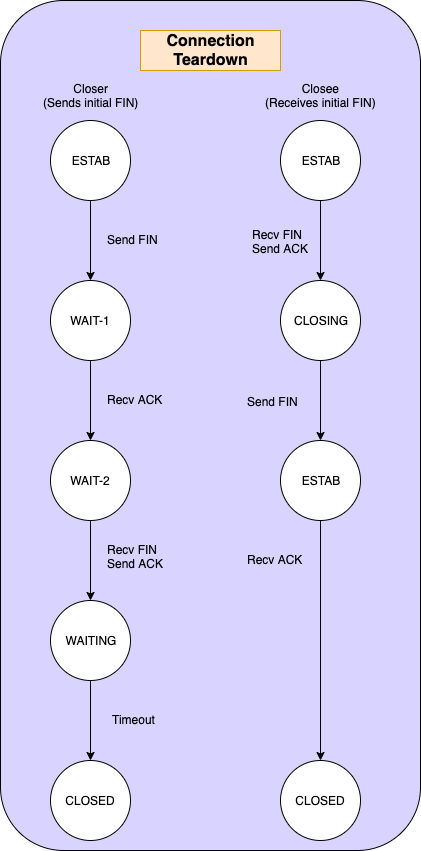 Connection
Teardown
Closer
(Sends initial FIN)
Closee
(Receives initial FIN)
ESTAB
ESTAB
Send FIN
Recv FIN
Send ACK
WAIT-1
CLOSING
Recv ACK
Send FIN
WAIT-2
ESTAB
Recv FIN
Send ACK
Recv ACK
WAITING
Timeout
CLOSED
CLOSED